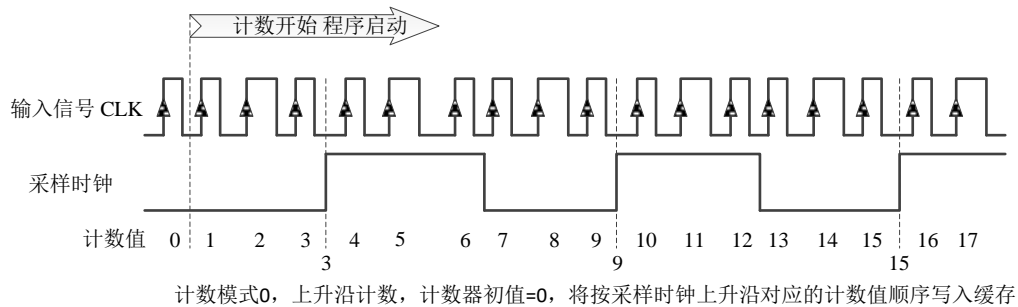 计数开始 程序启动
输入信号 CLK
采样时钟
计数值 0 1 2 3 4 5 6 7 8 9 10 11 12 13 14 15 16 17
3 9 15
计数模式0，上升沿计数，计数器初值=0，将按采样时钟上升沿对应的计数值顺序写入缓存